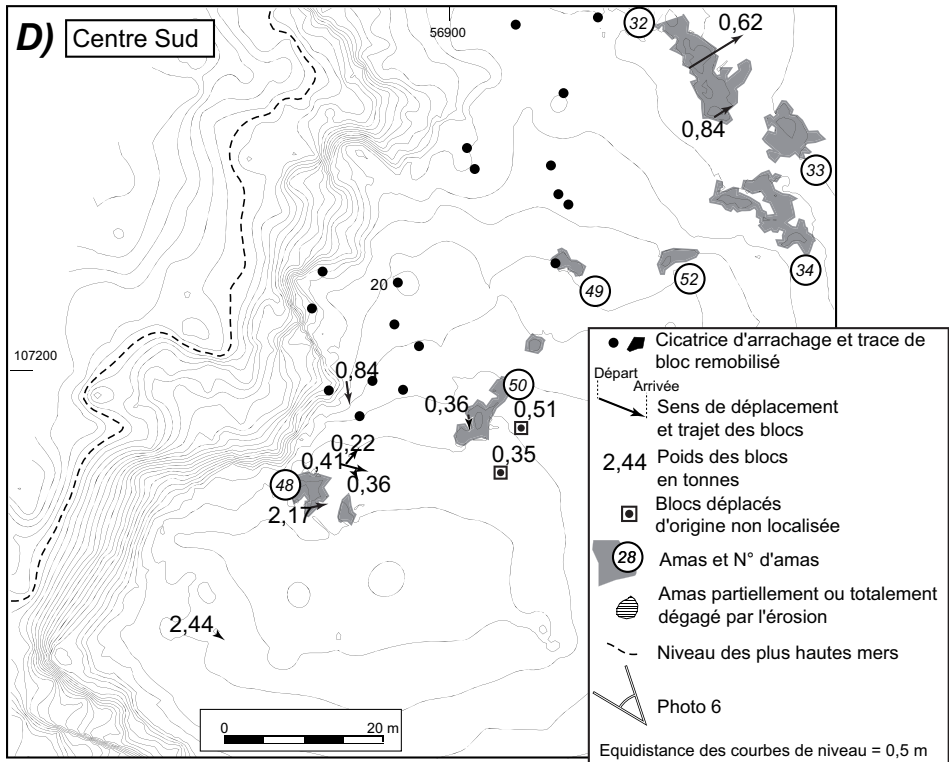 D) Centre Sud
56900
32
0,62
0,84
33
34
20
49
52
107200
0,84
50
0,36
0,51
0,35
0,22
0,41
0,36
48
2,17
2,44
0 20 m
Cicatrice d'arrachage et trace de
bloc remobilisé
Départ
Arrivée
Sens de déplacement
et trajet des blocs
2,44 Poids des blocs
en tonnes
Blocs déplacés
d'origine non localisée
28 Amas et N° d'amas
Amas partiellement ou totalement
dégagé par l'érosion
Niveau des plus hautes mers
Photo 6
Equidistance des courbes de niveau = 0,5 m